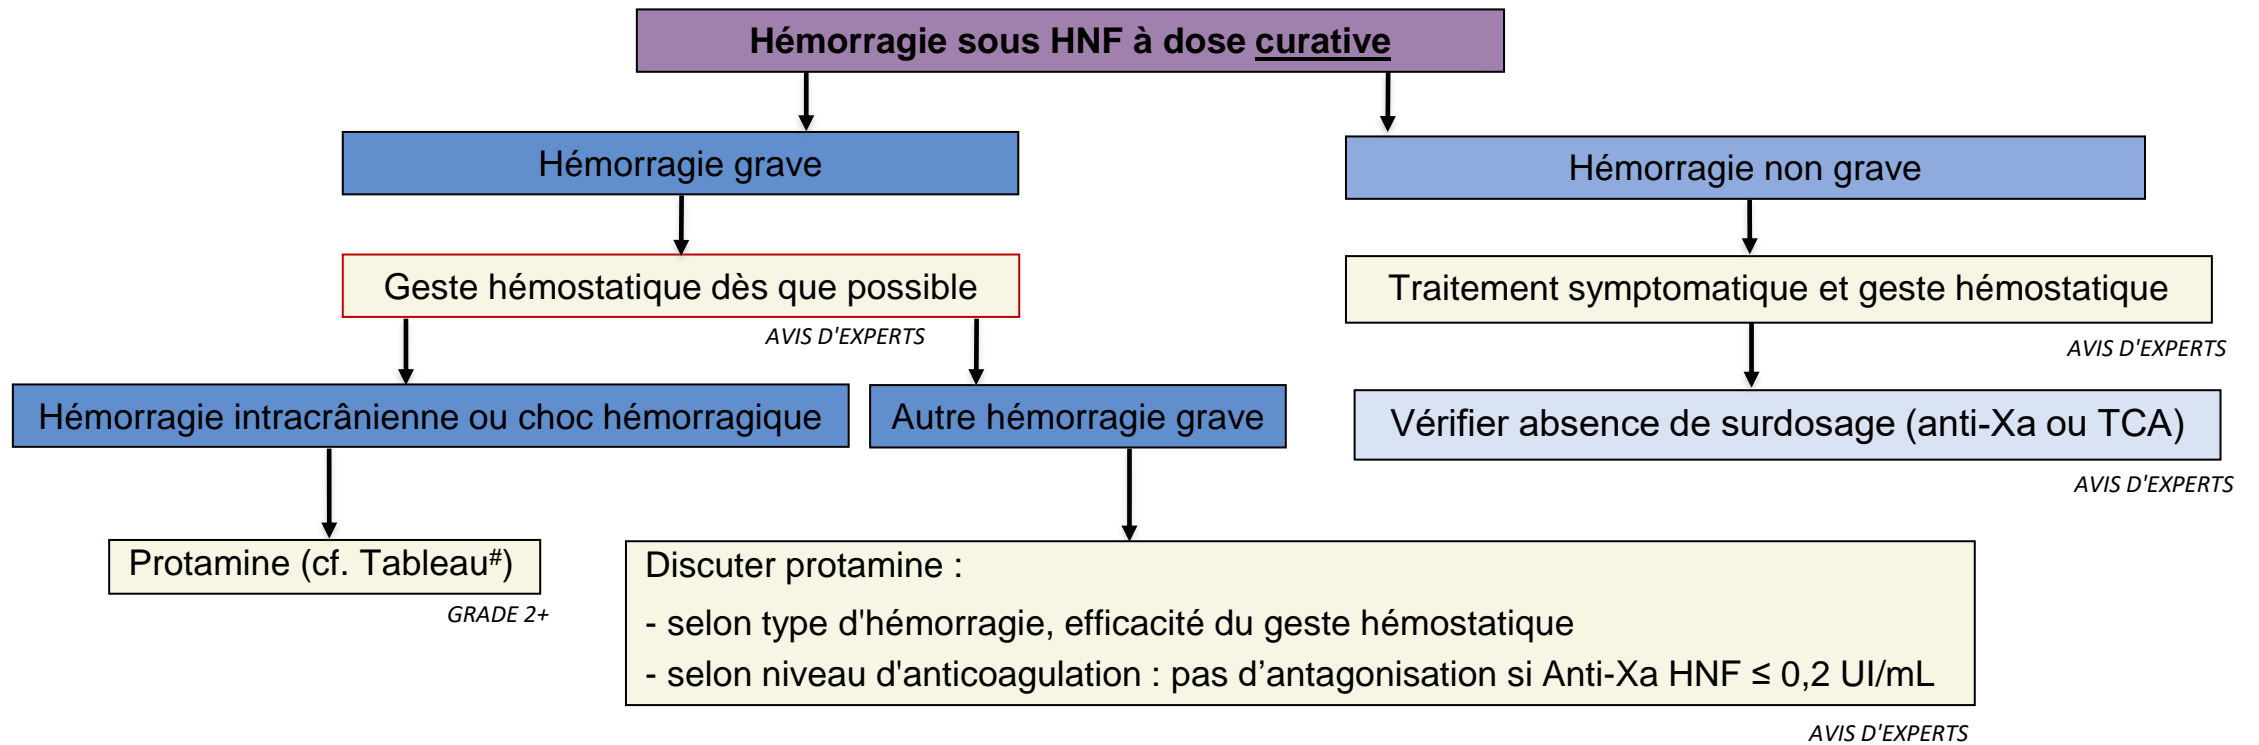 Hémorragie sous HNF à dose curative
Hémorragie grave
Hémorragie non grave
Geste hémostatique dès que possible
AVIS D'EXPERTS
Traitement symptomatique et geste hémostatique
AVIS D'EXPERTS
Hémorragie intracrânienne ou choc hémorragique
Autre hémorragie grave
Vérifier absence de surdosage (anti-Xa ou TCA)
AVIS D'EXPERTS
Protamine (cf. Tableau#)
GRADE 2+
Discuter protamine :
- selon type d'hémorragie, efficacité du geste hémostatique
- selon niveau d'anticoagulation : pas d’antagonisation si Anti-Xa HNF ≤ 0,2 UI/mL
AVIS D'EXPERTS